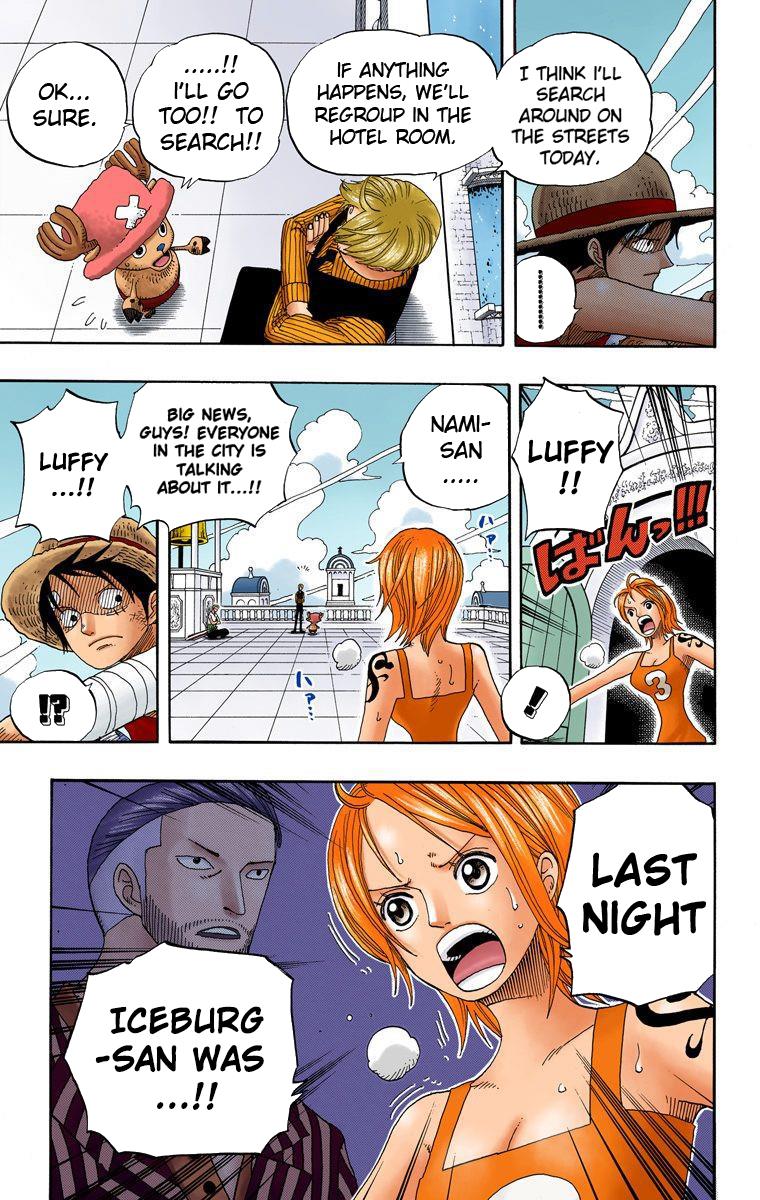 I THINK I'LL
SEARCH
AROUND ON
THE STREETS
TODAY.
IF ANYTHING
HAPPENS, WE'LL
REGROUP IN THE
HOTEL ROOM.
.....!!
I'LL GO
TOO!! TO
SEARCH!!
OK...
SURE.
..........
LUFFY
!!
ばんっ!!!
!
NAMI-
SAN
.....
ハァ...
ハァ...
BIG NEWS,
GUYS! EVERYONE
IN THE CITY IS
TALKING
ABOUT IT...!!
LUFFY
...!!
!?
3
LAST
NIGHT
ICEBURG
-SAN WAS
...!!